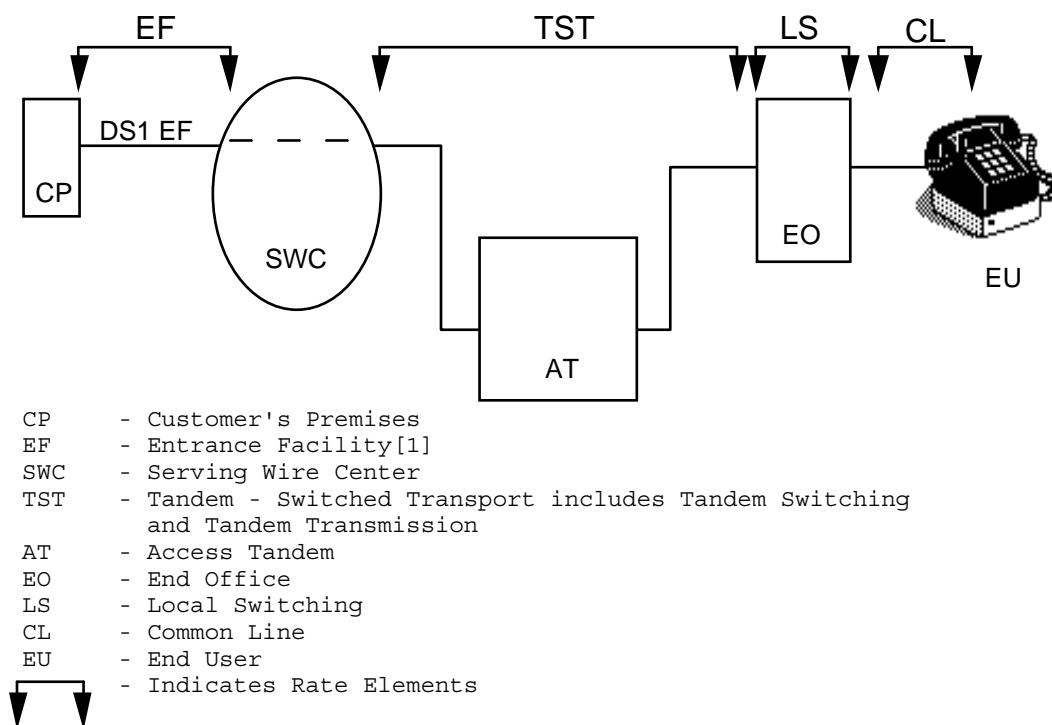 EF TST LS CL
DS1 EF
CP
SWC
EO
EU
AT
CP - Customer's Premises
EF - Entrance Facility[1]
SWC - Serving Wire Center
TST - Tandem - Switched Transport includes Tandem Switching
and Tandem Transmission
AT - Access Tandem
EO - End Office
LS - Local Switching
CL - Common Line
EU - End User
- Indicates Rate Elements